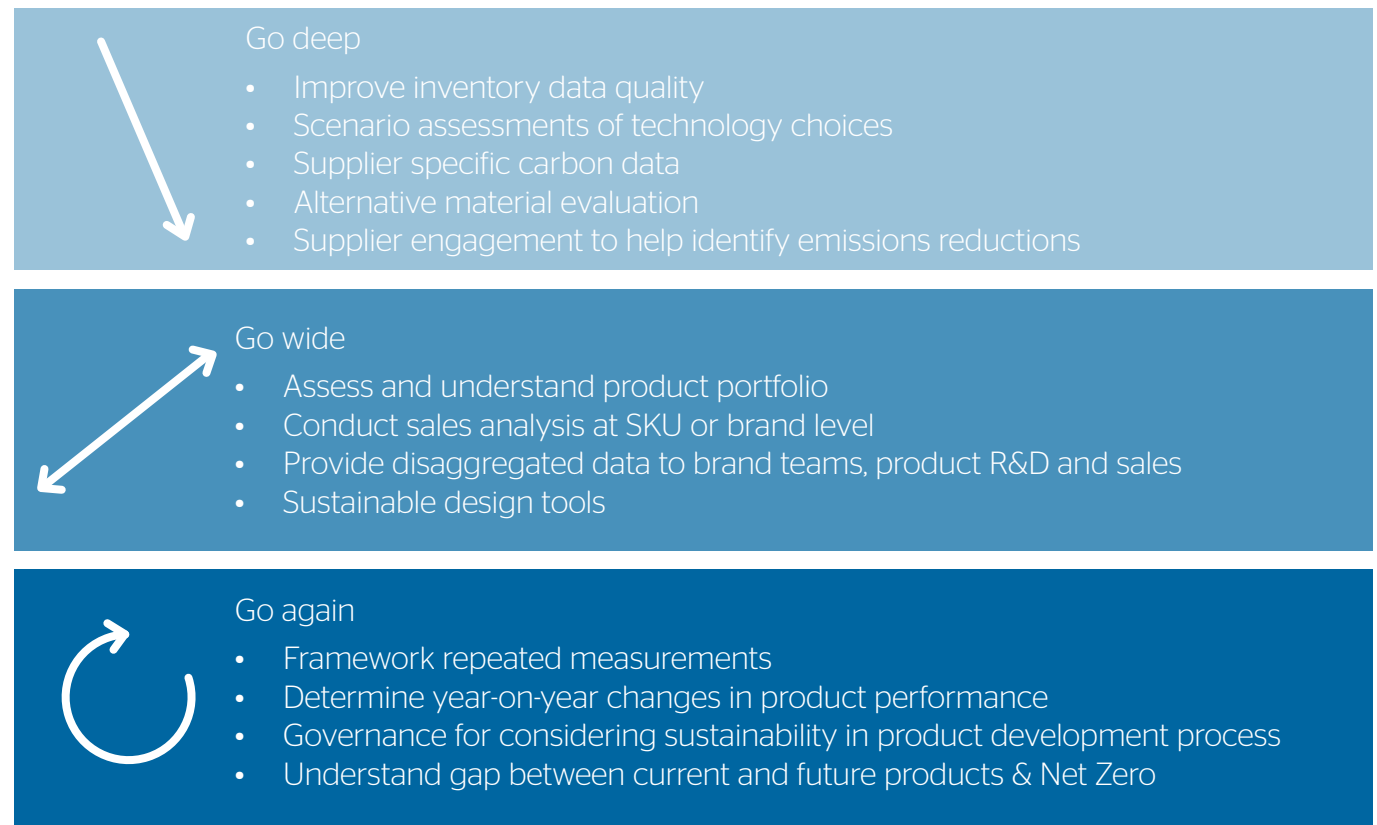 Go deep
• Improve inventory data quality
• Scenario assessments of technology choices
• Supplier specific carbon data
• Alternative material evaluation
• Supplier engagement to help identify emissions reductions
Go wide
• Assess and understand product portfolio
• Conduct sales analysis at SKU or brand level
• Provide disaggregated data to brand teams, product R&D and sales
• Sustainable design tools
Go again
• Framework repeated measurements
• Determine year-on-year changes in product performance
• Governance for considering sustainability in product development process
• Understand gap between current and future products & Net Zero